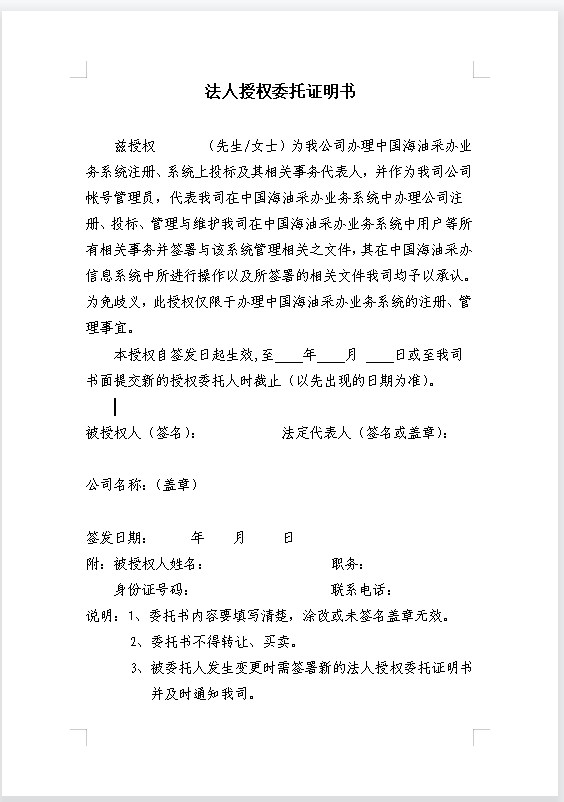 法人授权委托证明书
兹授权　　　　（先生/女士）为我公司办理中国海油采办业
务系统注册、系统上投标及其相关事务代表人，并作为我司公司
帐号管理员，代表我司在中国海油采办业务系统中办理公司注
册、投标、管理与维护我司在中国海油采办业务系统中用户等所
有相关事务并签署与该系统管理相关之文件，其在中国海油采办
信息系统中所进行操作以及所签署的相关文件我司均予以承认。
为免歧义，此授权仅限于办理中国海油采办业务系统的注册、管
理事宜。
本授权自签发日起生效,至____年____月 ____日或至我司
书面提交新的授权委托人时截止（以先出现的日期为准）。
被授权人（签名）：　　　　　　法定代表人（签名或盖章）：
公司名称：（盖章）
签发日期：　　　年　　月　　　日
附：被授权人姓名：　　　　　　　　　职务：
身份证号码：　　　　　　　　　　联系电话：
说明：1、委托书内容要填写清楚，涂改或未签名盖章无效。
2、委托书不得转让、买卖。
3、被委托人发生变更时需签署新的法人授权委托证明书
并及时通知我司。